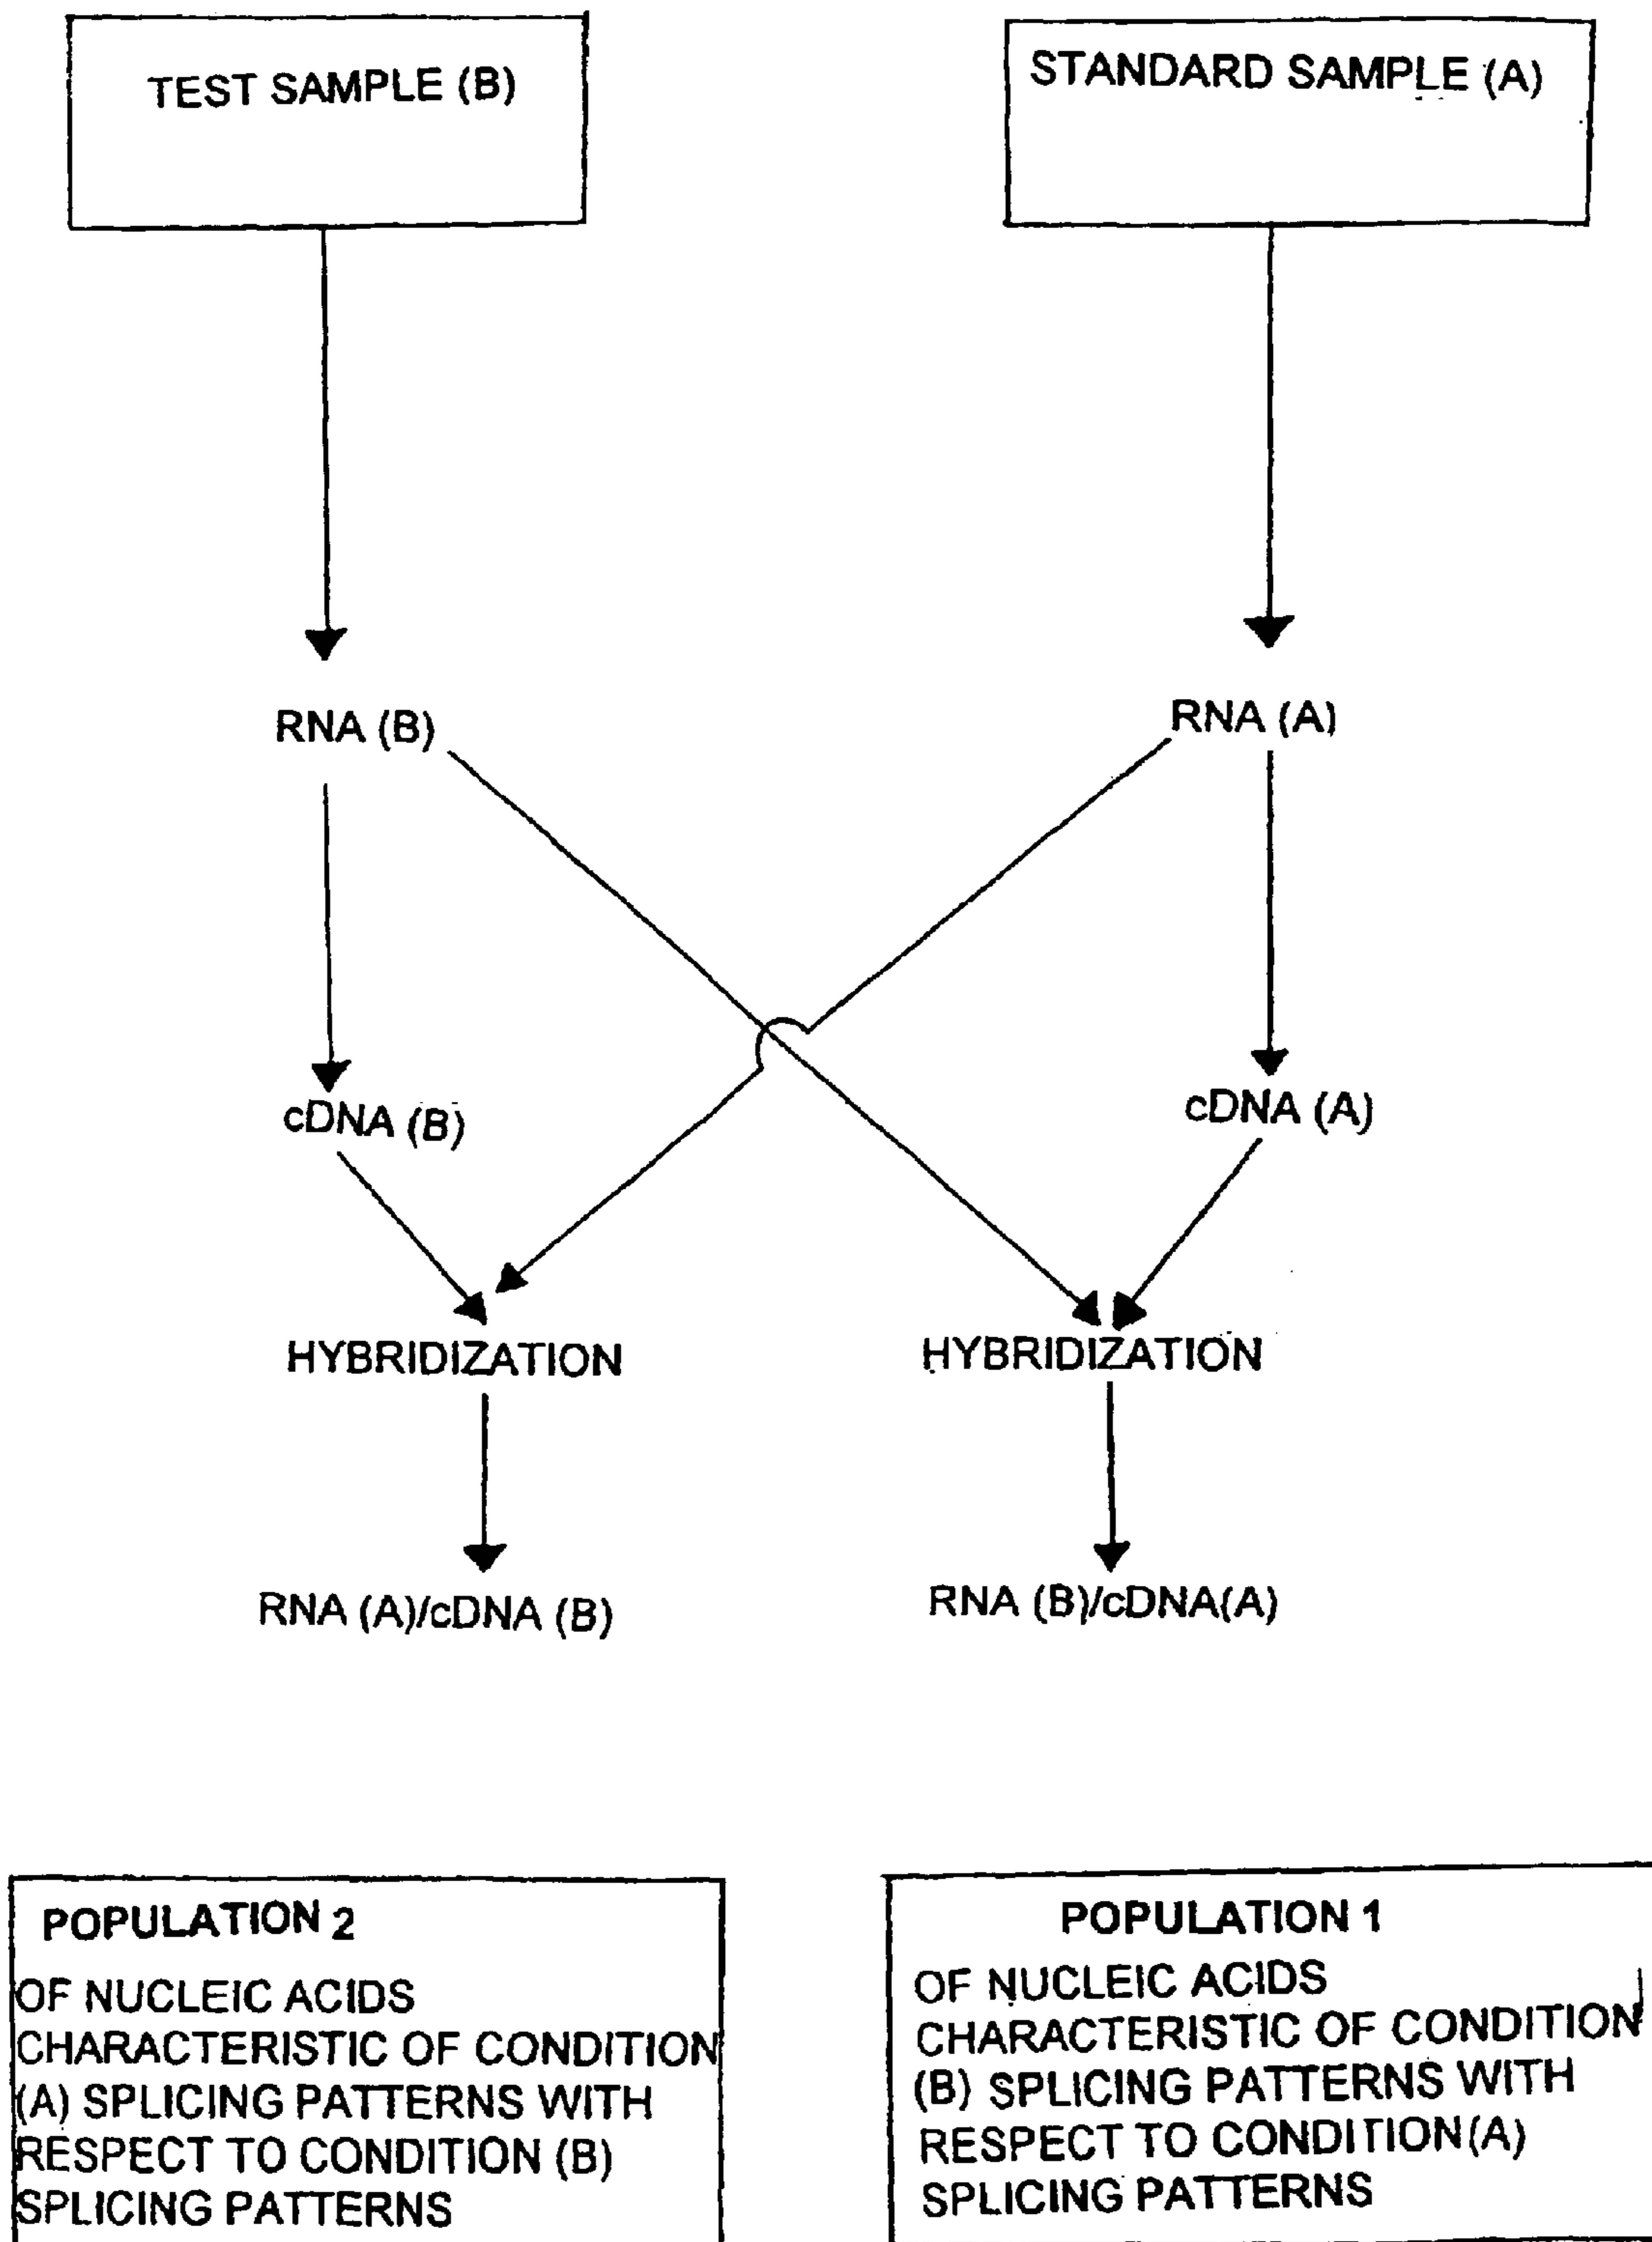 TEST SAMPLE (B)
STANDARD SAMPLE (A)
RNA (B)
RNA (A)
cDNA (B)
cDNA (A)
HYBRIDIZATION
HYBRIDIZATION
RNA (A)/cDNA (B)
RNA (B)/cDNA(A)
POPULATION 2
OF NUCLEIC ACIDS
CHARACTERISTIC OF CONDITION
(A) SPLICING PATTERNS WITH
RESPECT TO CONDITION (B)
SPLICING PATTERNS
POPULATION 1
OF NUCLEIC ACIDS
CHARACTERISTIC OF CONDITION
(B) SPLICING PATTERNS WITH
RESPECT TO CONDITION(A)
SPLICING PATTERNS